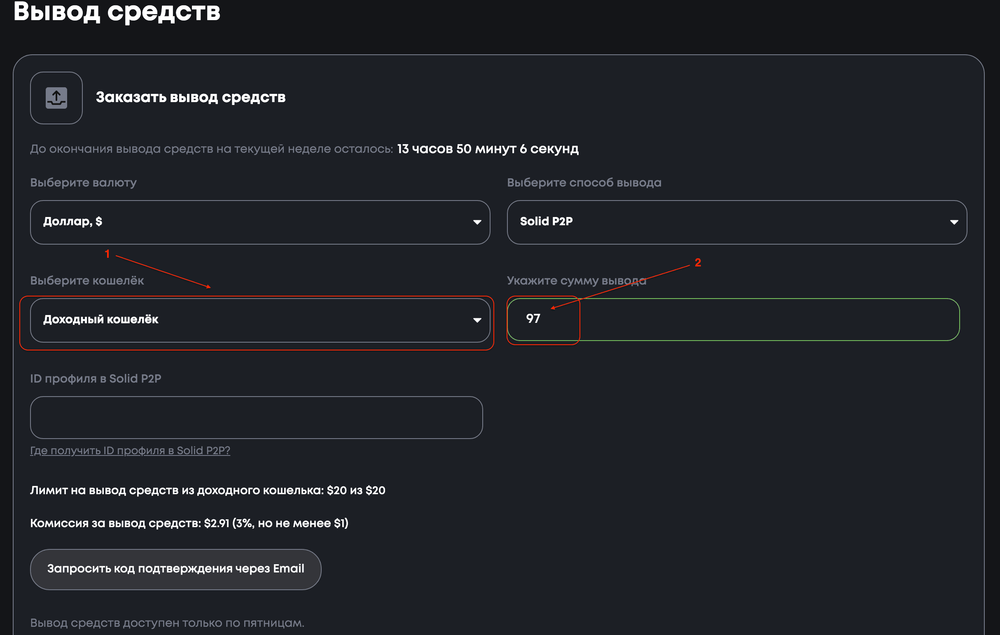 Вывод средств
Заказать вывод средств
До окончания вывода средств на текущей неделе осталось: 13 часов 50 минут 6 секунд
Выберите валюту
Выберите способ вывода
Доллар, $
Solid P2P
1
2
Выберите кошелёк
Укажите сумму вывода
Доходный кошелёк
97
ID профиля в Solid P2P
Где получить ID профиля в Solid P2P?
Лимит на вывод средств из доходного кошелька: $20 из $20
Комиссия за вывод средств: $2.91 (3%, но не менее $1)
Запросить код подтверждения через Email
Вывод средств доступен только по пятницам.